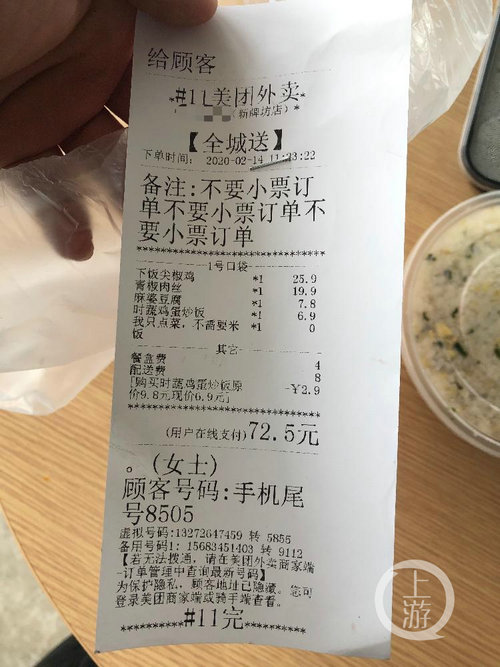 给顾客
*#11美团外卖*
(新牌坊店)
【全城送】
下单时间: 2020-02-14 11:23:22
备注:不要小票订
单不要小票订单不
要小票订单
********************************
1号口袋
下饭尖椒鸡 *1 25.9
青椒肉丝 *1 19.9
麻婆豆腐 *1 7.8
时蔬鸡蛋炒饭 *1 6.9
我只点菜，不需要米 *1 0
饭
其它
餐盒费 4
配送费 8
[购买时蔬鸡蛋炒饭原 -￥2.9
价9.8元现价6.9元]
********************************
(用户在线支付)72.5元
。(女士)
顾客号码:手机尾
号8505
虚拟号码:13272647459 转 5855
备用号码1: 15683451403 转 9112
【若无法拨通，请在美团外卖商家端
-订单管理中查询最新号码】
为保护隐私，顾客地址已隐藏，您可
登录美团商家端或骑手端查看。
********#11完********
上游